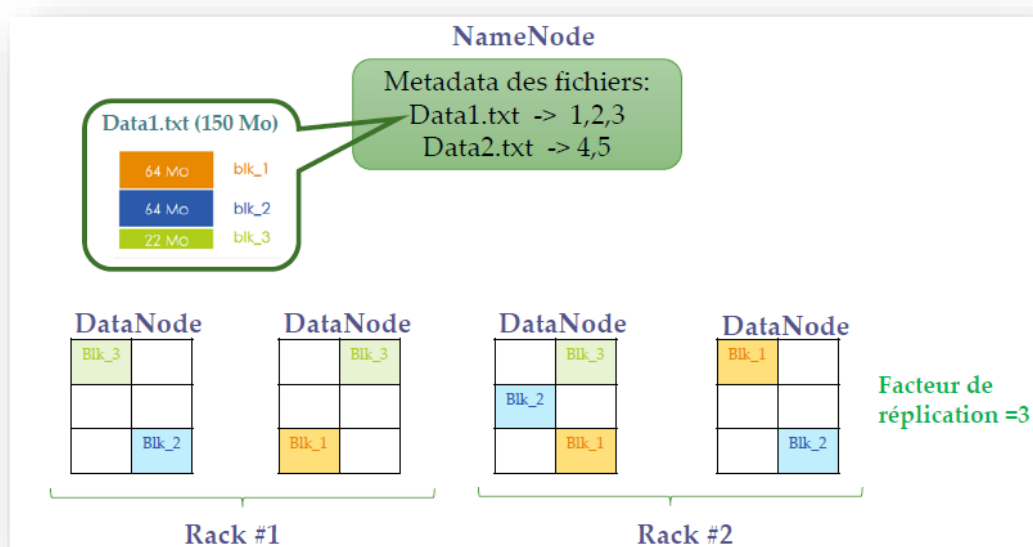 NameNode
Metadata des fichiers:
Data1.txt -> 1,2,3
Data2.txt -> 4,5
Data1.txt (150 Mo)
64 Mo blk_1
64 Mo blk_2
22 Mo blk_3
DataNode DataNode DataNode DataNode
Blk_3 Blk_3 Blk_3 Blk_1
Blk_2
Blk_2 Blk_1 Blk_1 Blk_2
Facteur de
réplication =3
Rack #1 Rack #2